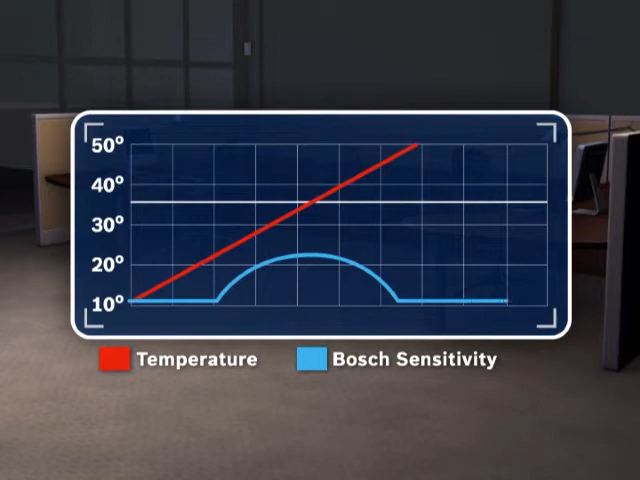 50º
40º
30º
20º
10º
Temperature
Bosch Sensitivity